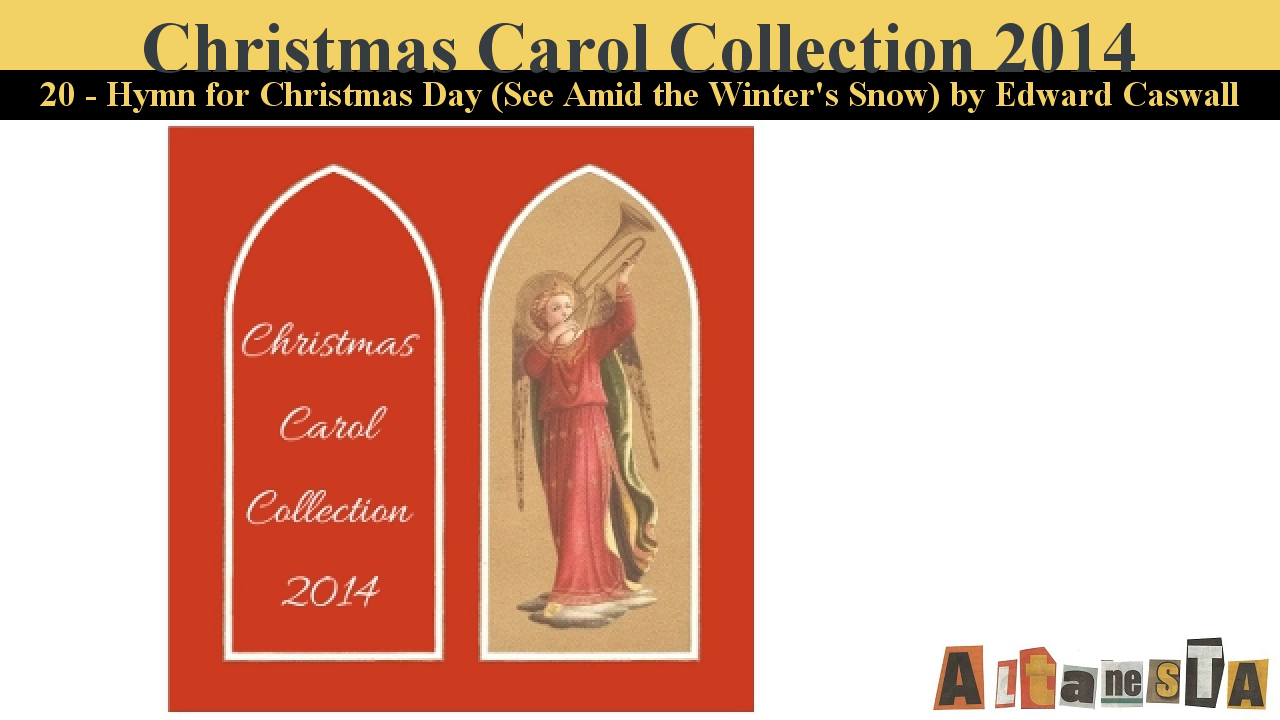 Christmas Carol Collection 2014
20 - Hymn for Christmas Day (See Amid the Winter's Snow) by Edward Caswall
Christmas
Carol
Collection
2014
AltanesTA